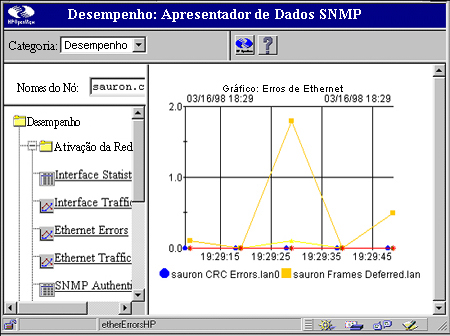 Desempenho: Apresentador de Dados SNMP
HP OpenView
Categoria: Desempenho
Nomes do Nó: sauron.c
Desempenho
Ativação da Red
Interface Statist
Interface Traffic
Ethernet Errors
Ethernet Traffic
SNMP Authenti
Gráfico: Erros de Ethernet
03/16/98 18:29 03/16/98 18:29
2.0
1.0
0.0
19:29:15 19:29:25 19:29:35 19:29:45
sauron CRC Errors.lan0 sauron Frames Deferred.lan
etherErrorsHP